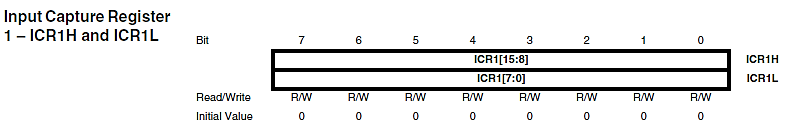 Input Capture Register
1 – ICR1H and ICR1L
Bit 7 6 5 4 3 2 1 0
ICR1[15:8] ICR1H
ICR1[7:0] ICR1L
Read/Write R/W R/W R/W R/W R/W R/W R/W R/W
Initial Value 0 0 0 0 0 0 0 0